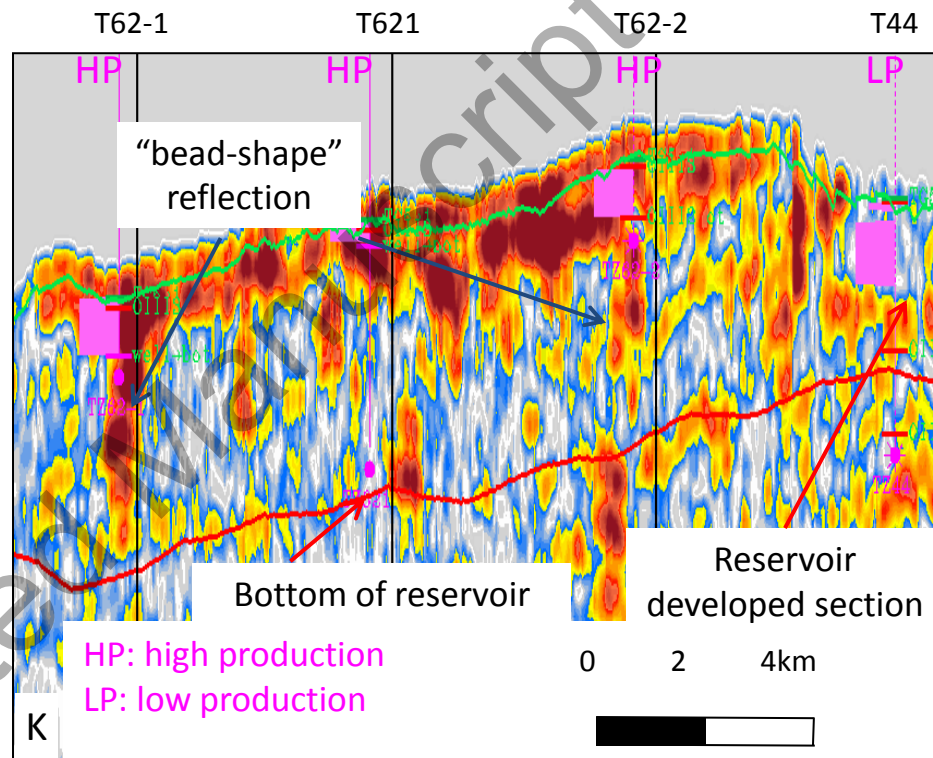 T62-1 T621 T62-2 T44
HP HP HP LP
“bead-shape”
reflection
Bottom of reservoir
Reservoir
developed section
HP: high production
LP: low production
0 2 4km
K